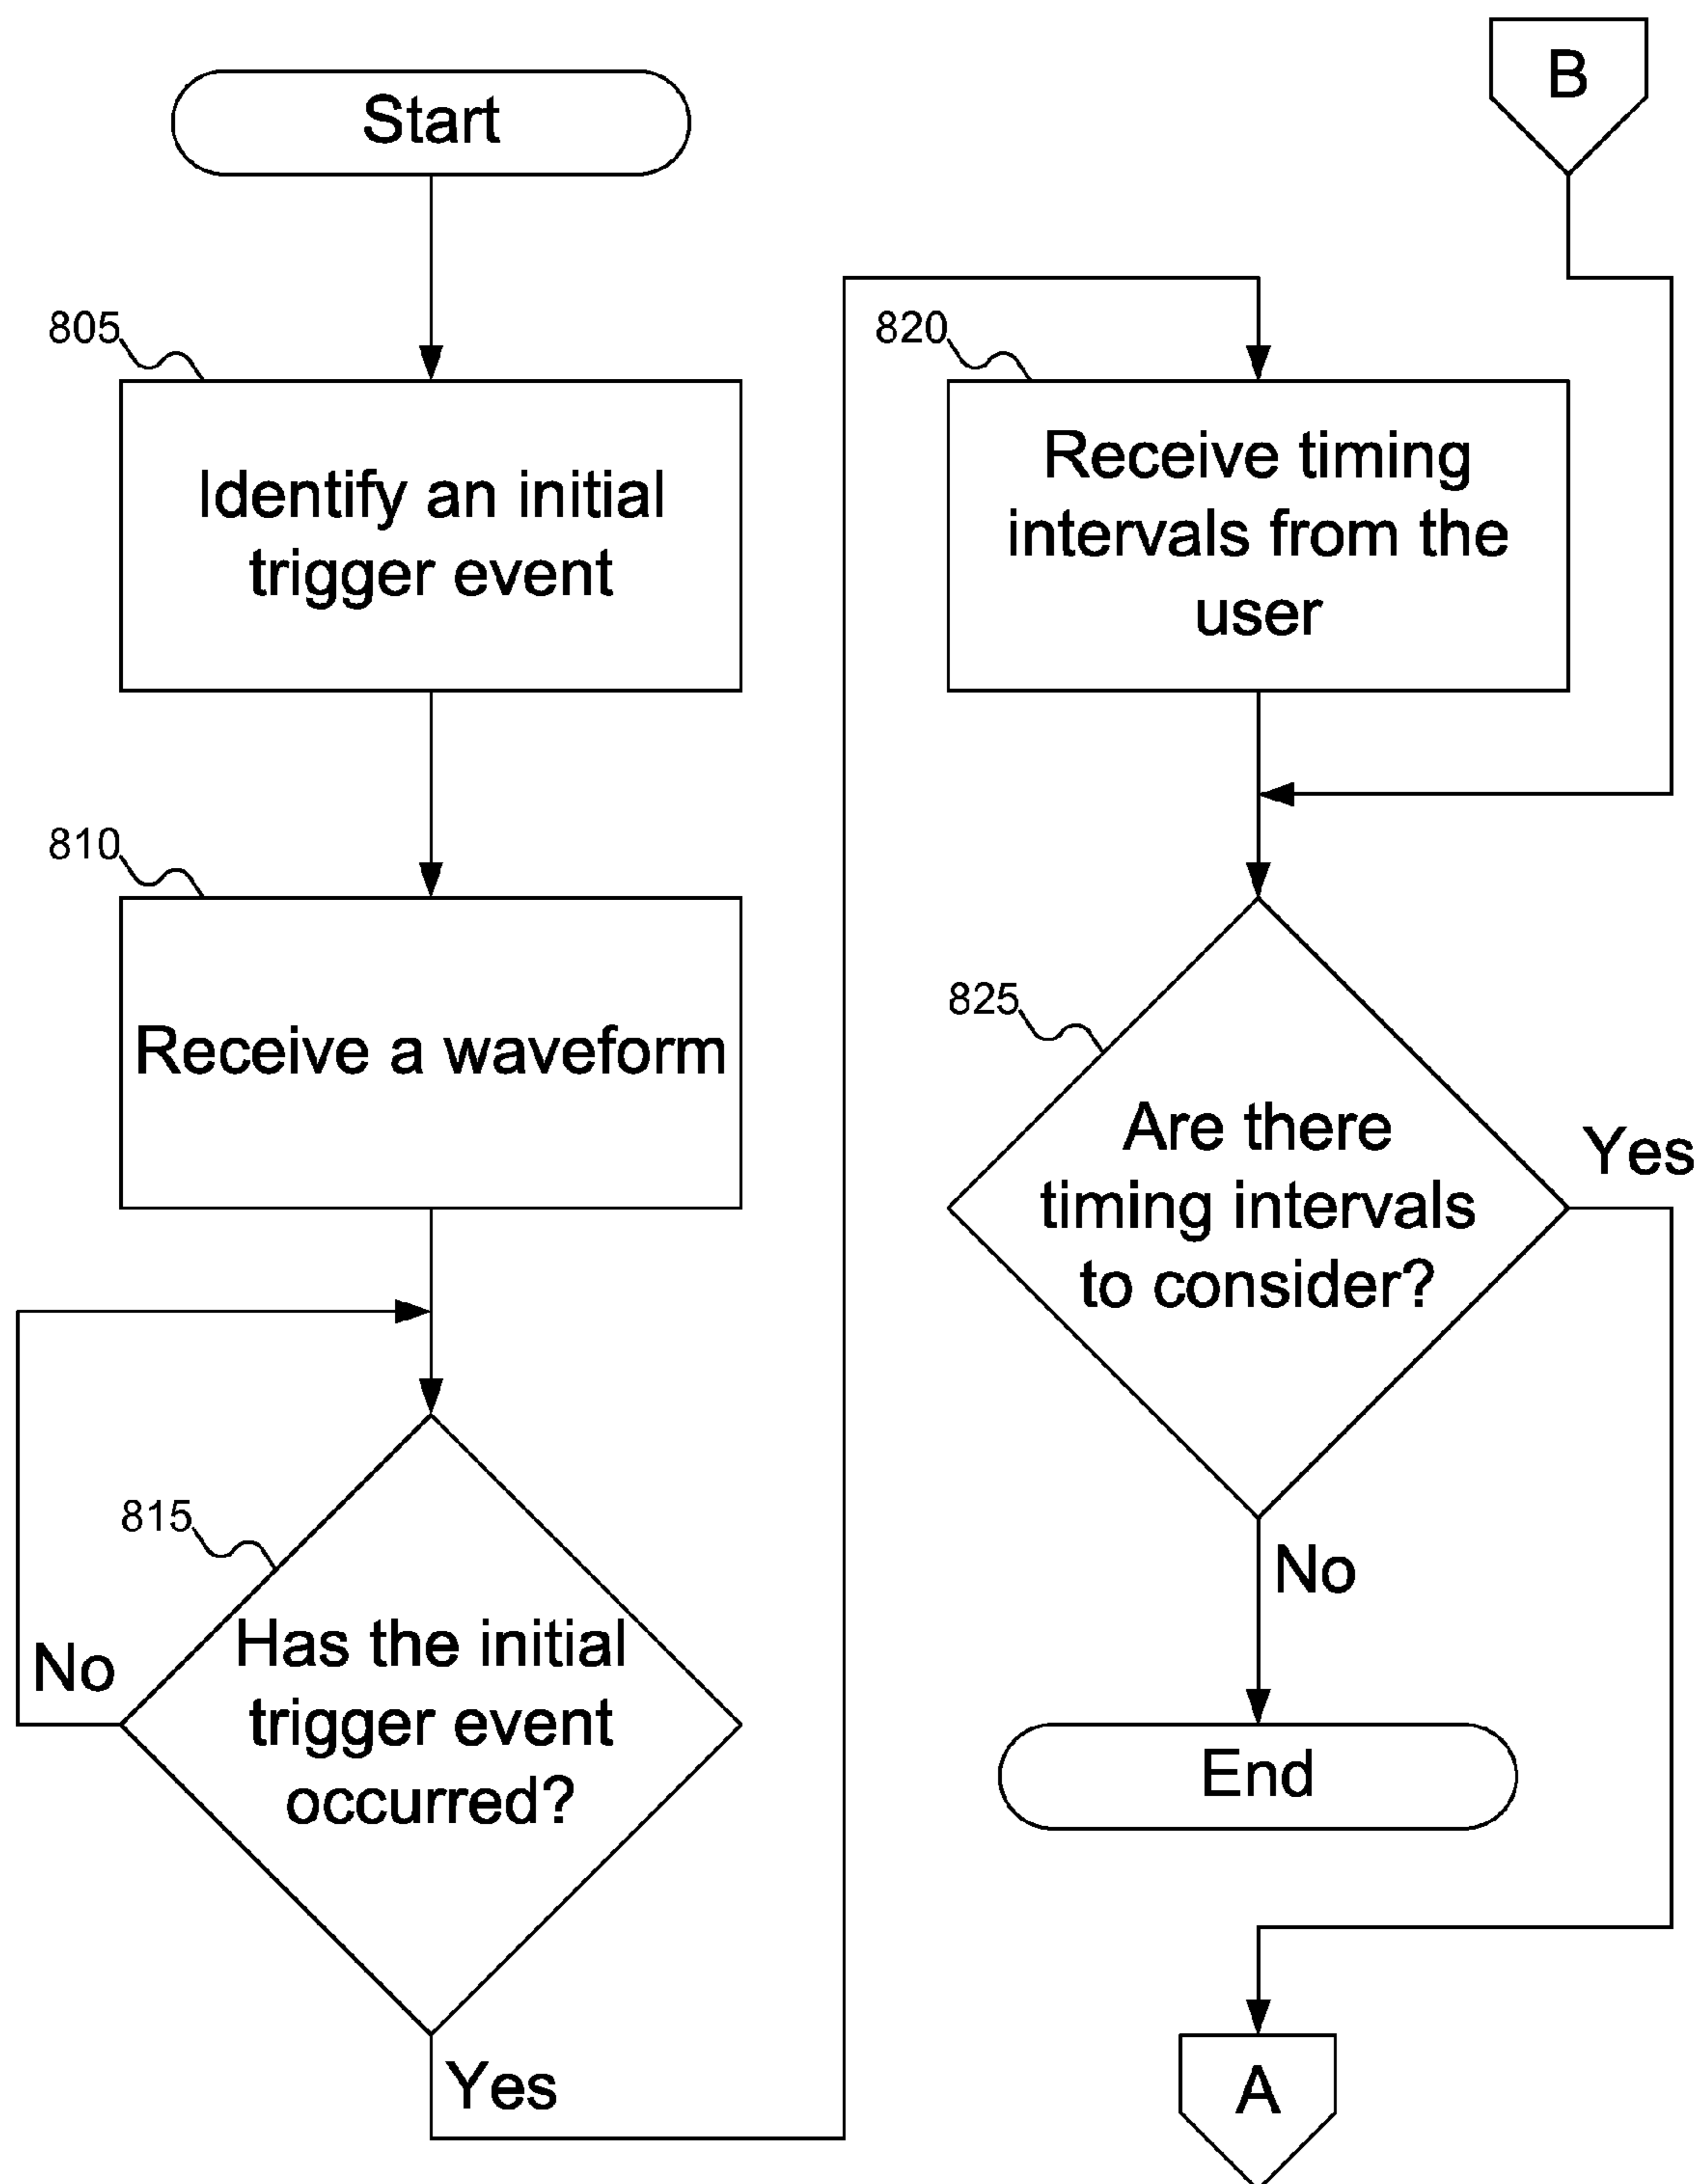 Start
805
Identify an initial
trigger event
810
Receive a waveform
815
Has the initial
trigger event
occurred?
No
Yes
B
820
Receive timing
intervals from the
user
825
Are there
timing intervals
to consider?
Yes
No
End
A